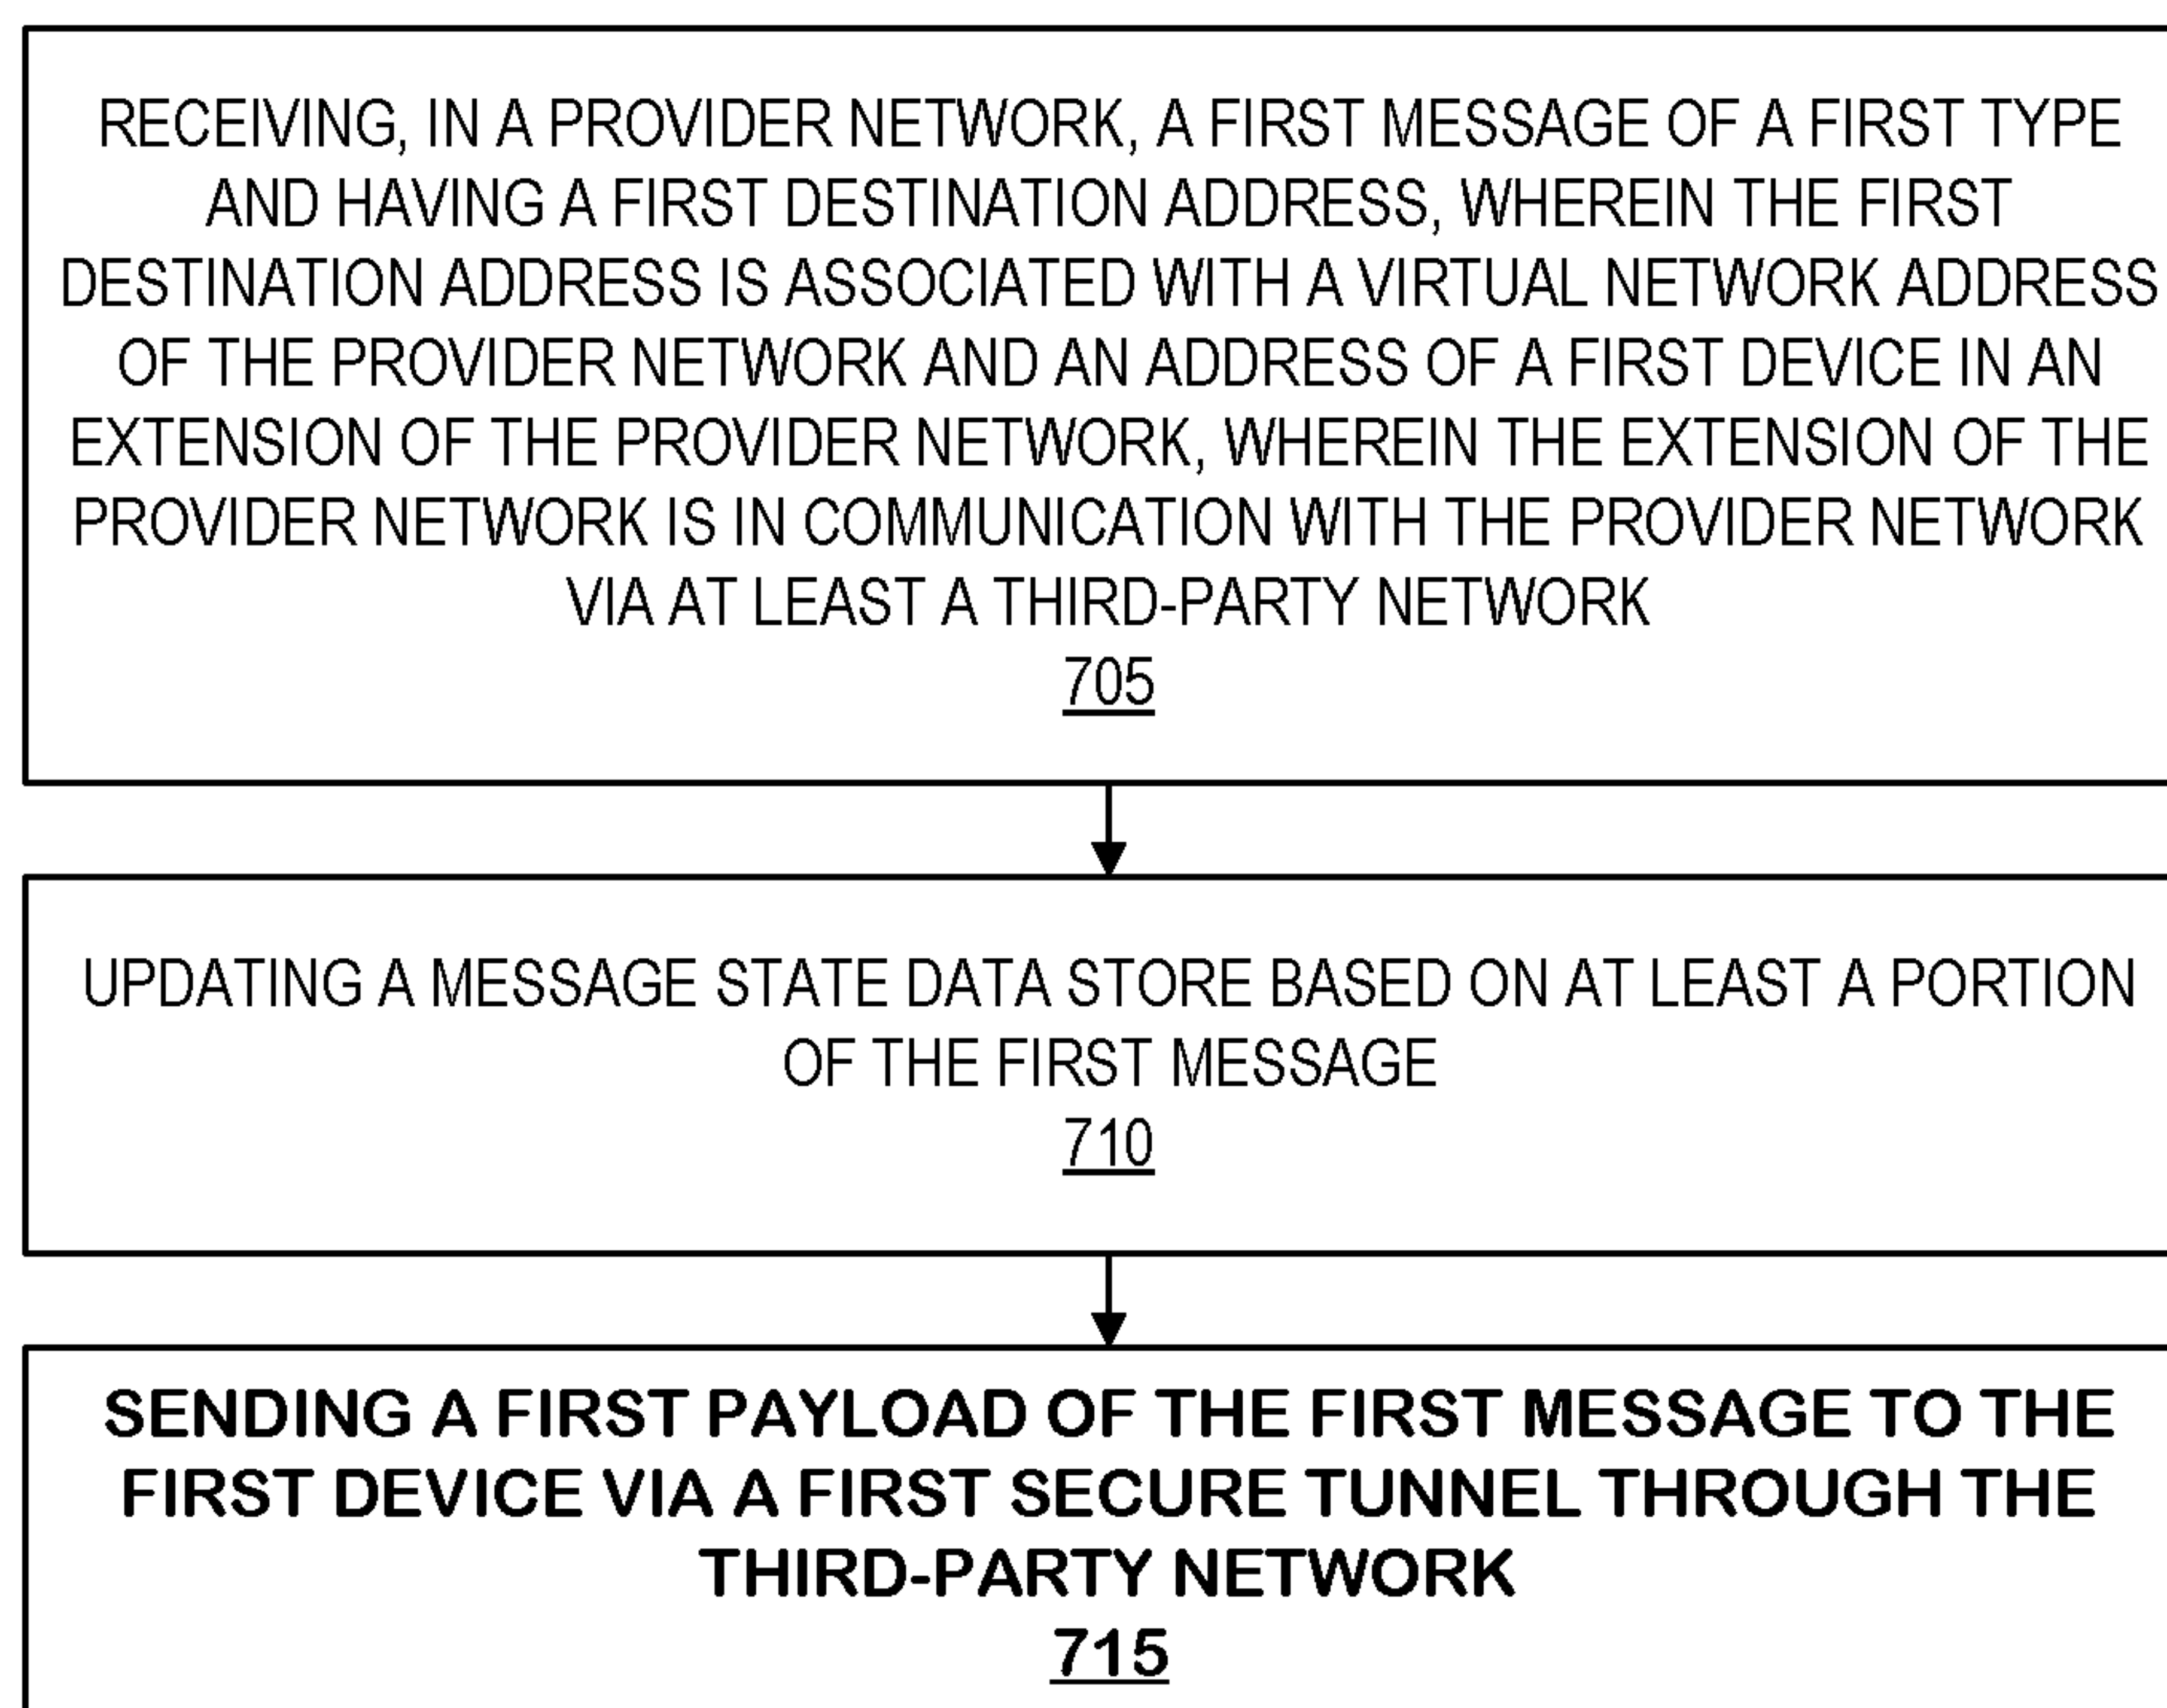 RECEIVING, IN A PROVIDER NETWORK, A FIRST MESSAGE OF A FIRST TYPE
AND HAVING A FIRST DESTINATION ADDRESS, WHEREIN THE FIRST
DESTINATION ADDRESS IS ASSOCIATED WITH A VIRTUAL NETWORK ADDRESS
OF THE PROVIDER NETWORK AND AN ADDRESS OF A FIRST DEVICE IN AN
EXTENSION OF THE PROVIDER NETWORK, WHEREIN THE EXTENSION OF THE
PROVIDER NETWORK IS IN COMMUNICATION WITH THE PROVIDER NETWORK
VIA AT LEAST A THIRD-PARTY NETWORK
705
UPDATING A MESSAGE STATE DATA STORE BASED ON AT LEAST A PORTION
OF THE FIRST MESSAGE
710
SENDING A FIRST PAYLOAD OF THE FIRST MESSAGE TO THE
FIRST DEVICE VIA A FIRST SECURE TUNNEL THROUGH THE
THIRD-PARTY NETWORK
715